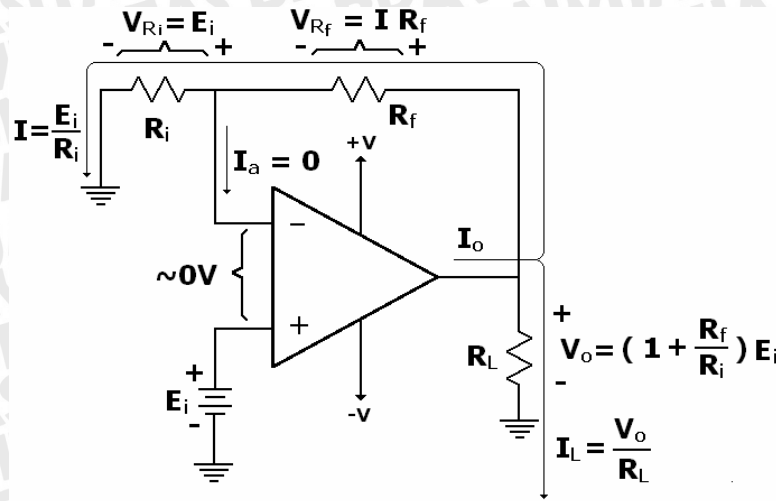 V_Ri = E_i
V_Rf = I R_f
- +
- +
I = E_i / R_i
R_i
R_f
I_a = 0
+V
−
~0V
+
I_o
+
R_L
V_o = ( 1 + R_f / R_i ) E_i
-
+
E_i
-
-V
I_L = V_o / R_L